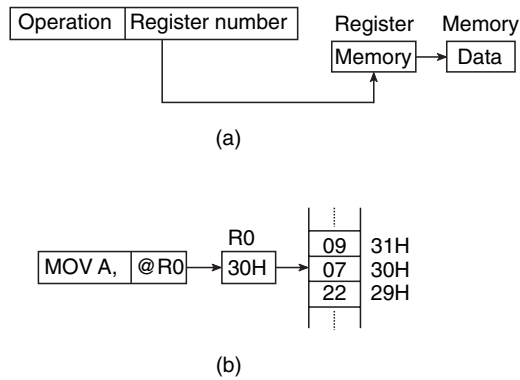 Register Memory
Operation Register number
Memory Data
(a)
R0
09 31H
MOV A, @R0 30H 07 30H
22 29H
(b)